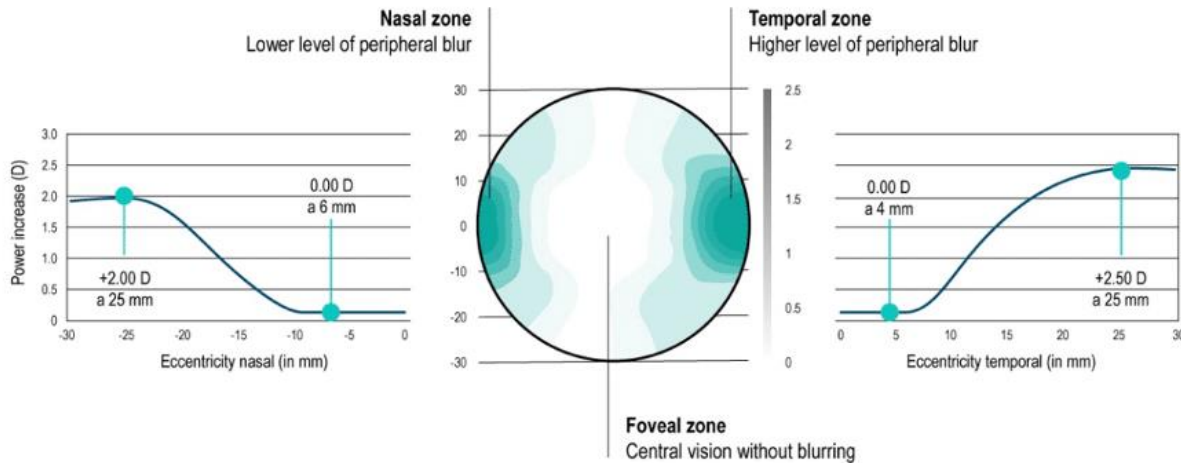 Nasal zone
Lower level of peripheral blur
Temporal zone
Higher level of peripheral blur
Power increase (D)
3.0
2.5
2.0
1.5
1.0
0.5
0
0.00 D
a 6 mm
+2.00 D
a 25 mm
-30
-25
-20
-15
-10
-5
0
Eccentricity nasal (in mm)
30
20
10
0
-10
-20
-30
2.5
2
1.5
1
0.5
0
0.00 D
a 4 mm
+2.50 D
a 25 mm
0
5
10
15
20
25
30
Eccentricity temporal (in mm)
Foveal zone
Central vision without blurring